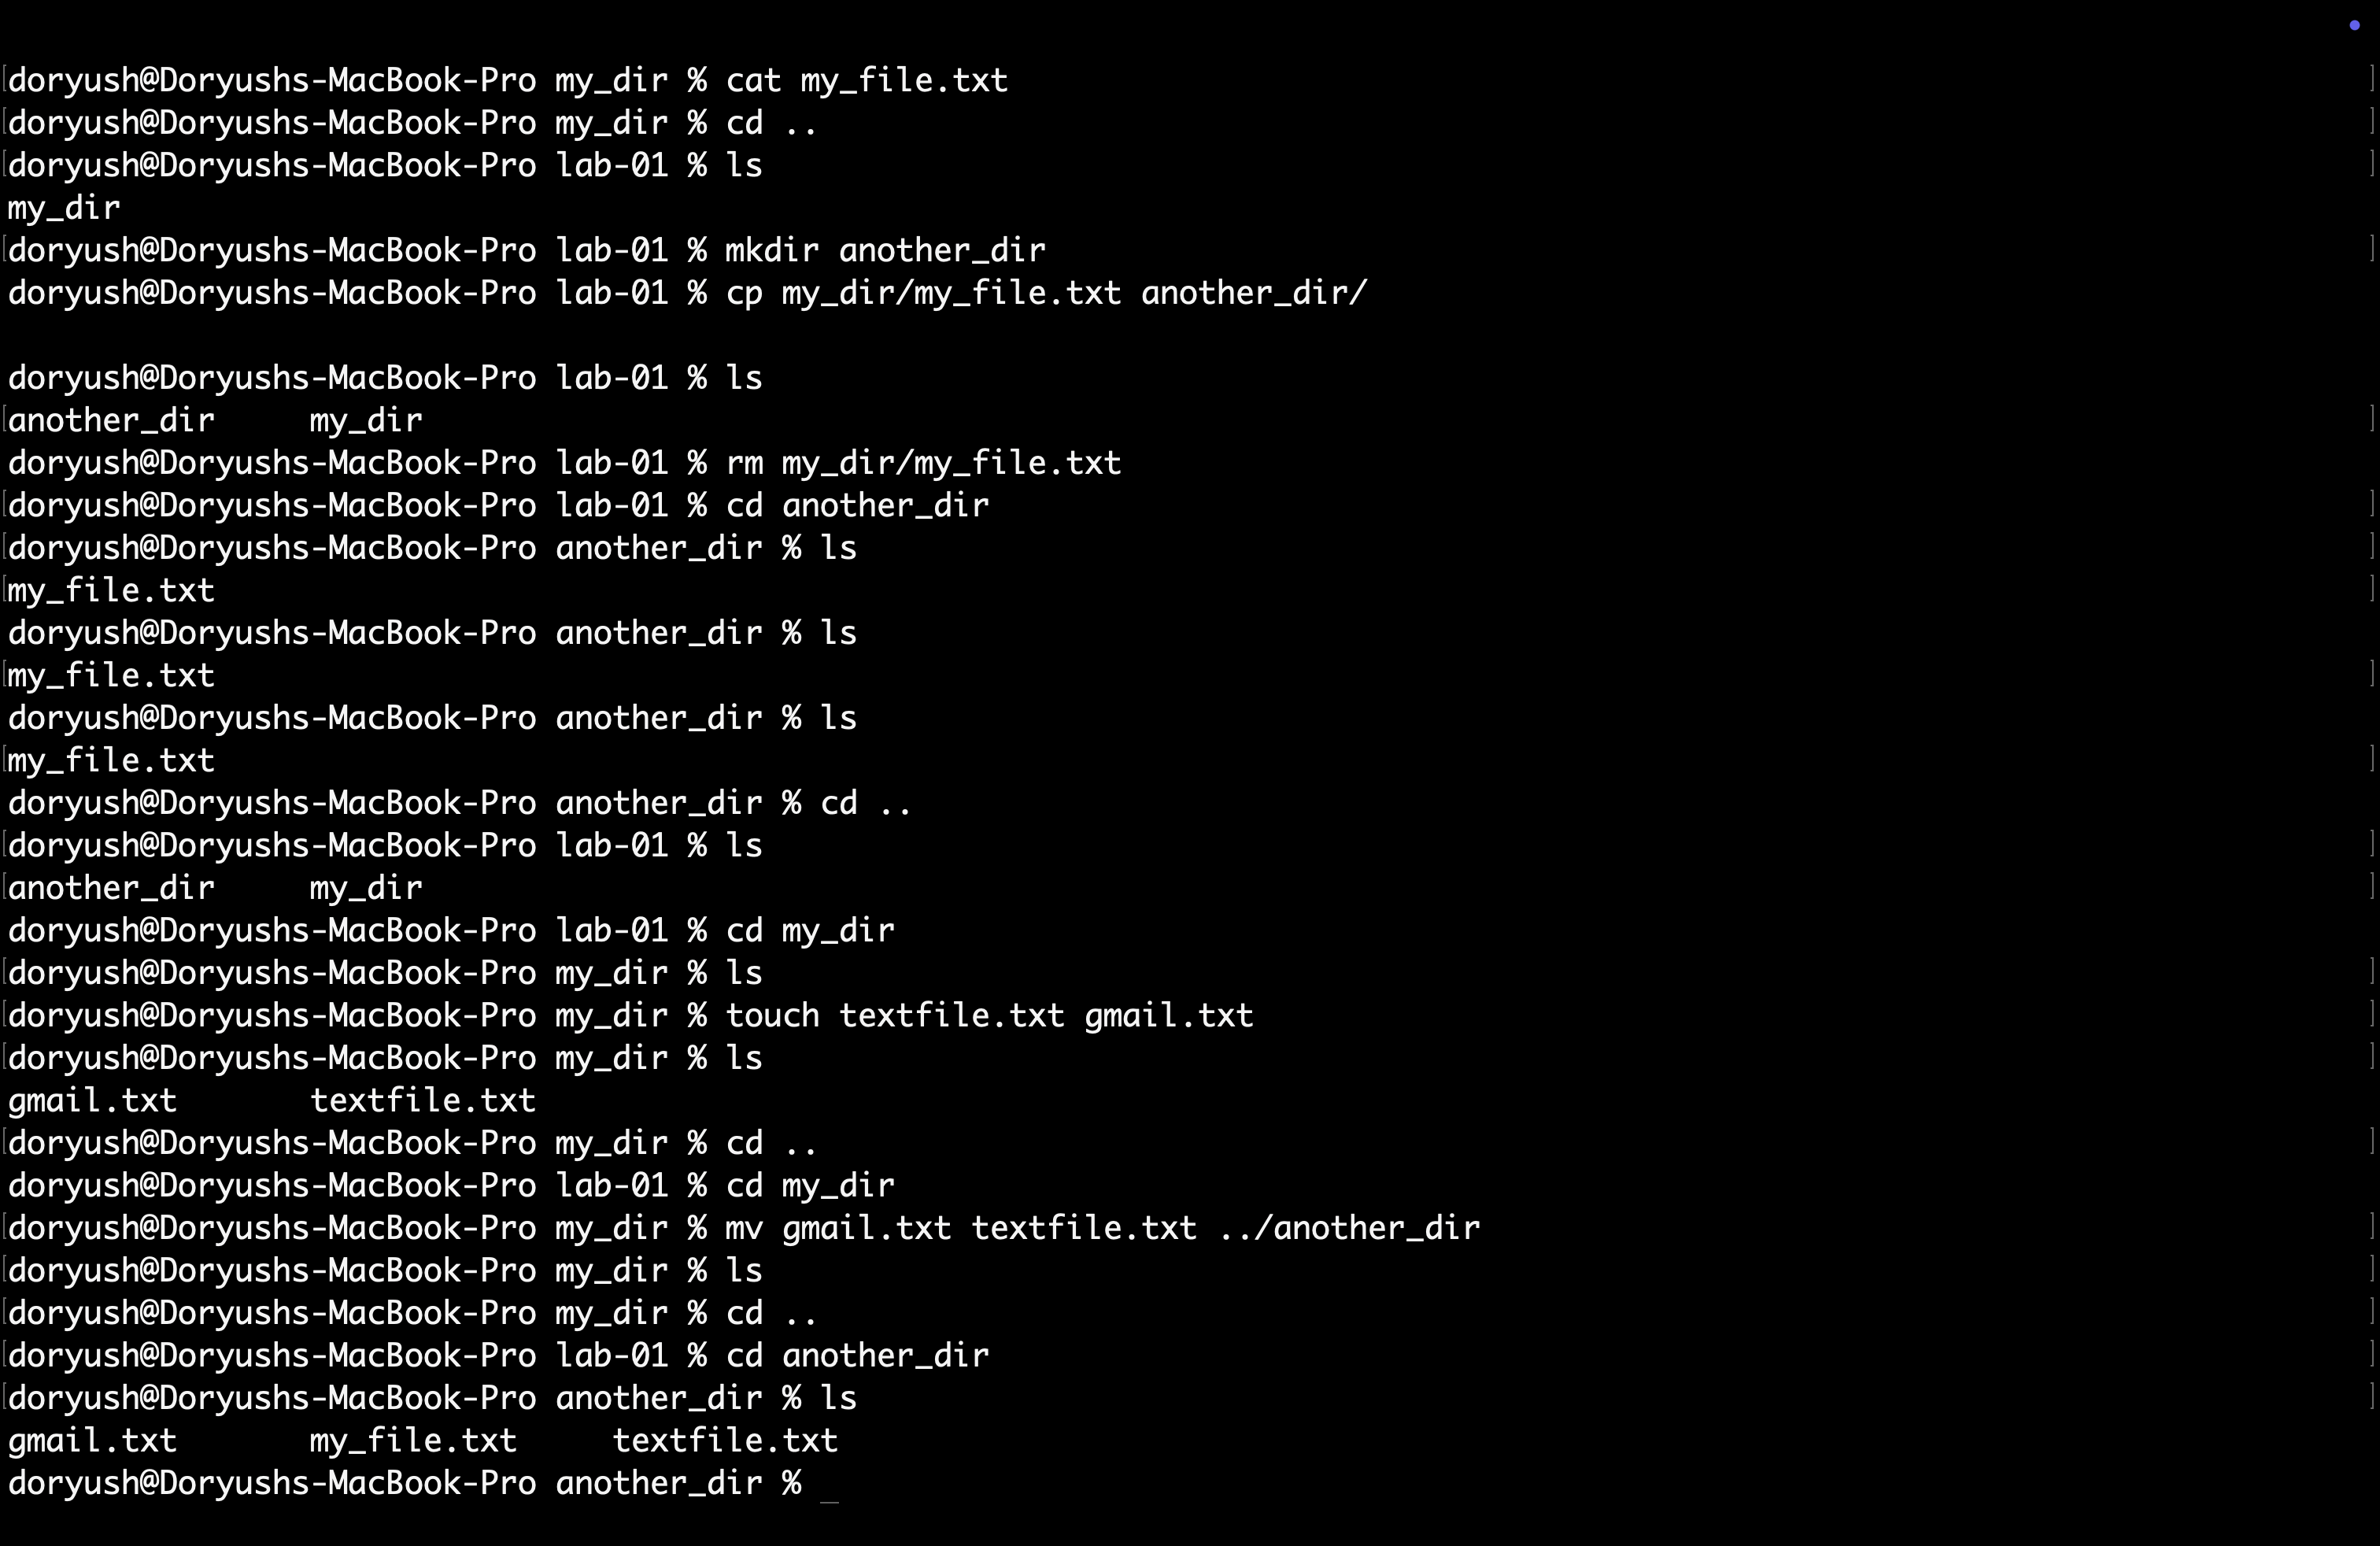 doryush@Doryushs-MacBook-Pro my_dir % cat my_file.txt
doryush@Doryushs-MacBook-Pro my_dir % cd ..
doryush@Doryushs-MacBook-Pro lab-01 % ls
my_dir
doryush@Doryushs-MacBook-Pro lab-01 % mkdir another_dir
doryush@Doryushs-MacBook-Pro lab-01 % cp my_dir/my_file.txt another_dir/
doryush@Doryushs-MacBook-Pro lab-01 % ls
another_dir     my_dir
doryush@Doryushs-MacBook-Pro lab-01 % rm my_dir/my_file.txt
doryush@Doryushs-MacBook-Pro lab-01 % cd another_dir
doryush@Doryushs-MacBook-Pro another_dir % ls
my_file.txt
doryush@Doryushs-MacBook-Pro another_dir % ls
my_file.txt
doryush@Doryushs-MacBook-Pro another_dir % ls
my_file.txt
doryush@Doryushs-MacBook-Pro another_dir % cd ..
doryush@Doryushs-MacBook-Pro lab-01 % ls
another_dir     my_dir
doryush@Doryushs-MacBook-Pro lab-01 % cd my_dir
doryush@Doryushs-MacBook-Pro my_dir % ls
doryush@Doryushs-MacBook-Pro my_dir % touch textfile.txt gmail.txt
doryush@Doryushs-MacBook-Pro my_dir % ls
gmail.txt       textfile.txt
doryush@Doryushs-MacBook-Pro my_dir % cd ..
doryush@Doryushs-MacBook-Pro lab-01 % cd my_dir
doryush@Doryushs-MacBook-Pro my_dir % mv gmail.txt textfile.txt ../another_dir
doryush@Doryushs-MacBook-Pro my_dir % ls
doryush@Doryushs-MacBook-Pro my_dir % cd ..
doryush@Doryushs-MacBook-Pro lab-01 % cd another_dir
doryush@Doryushs-MacBook-Pro another_dir % ls
gmail.txt       my_file.txt     textfile.txt
doryush@Doryushs-MacBook-Pro another_dir %